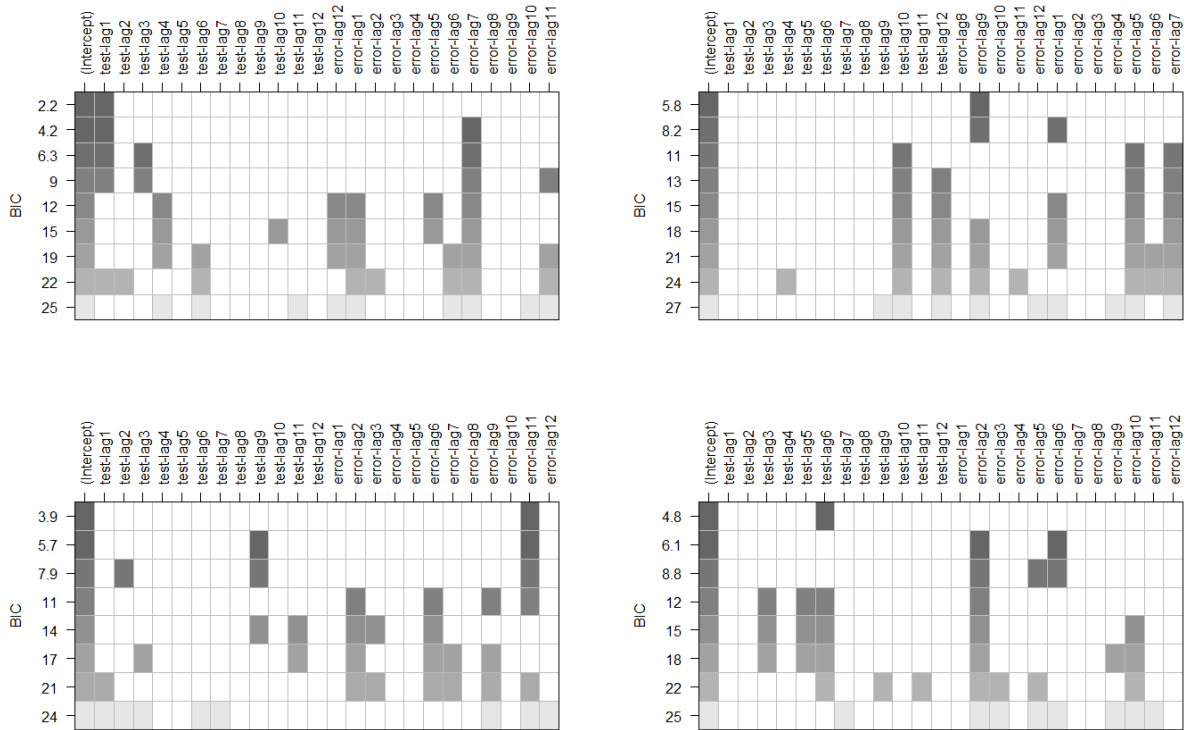 (Intercept)
test-lag1
test-lag2
test-lag3
test-lag4
test-lag5
test-lag6
test-lag7
test-lag8
test-lag9
test-lag10
test-lag11
test-lag12
error-lag12
error-lag1
error-lag2
error-lag3
error-lag4
error-lag5
error-lag6
error-lag7
error-lag8
error-lag9
error-lag10
error-lag11
BIC
2.2
4.2
6.3
9
12
15
19
22
25
(Intercept)
test-lag1
test-lag2
test-lag3
test-lag4
test-lag5
test-lag6
test-lag7
test-lag8
test-lag9
test-lag10
test-lag11
test-lag12
error-lag8
error-lag9
error-lag10
error-lag11
error-lag12
error-lag1
error-lag2
error-lag3
error-lag4
error-lag5
error-lag6
error-lag7
BIC
5.8
8.2
11
13
15
18
21
24
27
(Intercept)
test-lag1
test-lag2
test-lag3
test-lag4
test-lag5
test-lag6
test-lag7
test-lag8
test-lag9
test-lag10
test-lag11
test-lag12
error-lag1
error-lag2
error-lag3
error-lag4
error-lag5
error-lag6
error-lag7
error-lag8
error-lag9
error-lag10
error-lag11
error-lag12
BIC
3.9
5.7
7.9
11
14
17
21
24
(Intercept)
test-lag1
test-lag2
test-lag3
test-lag4
test-lag5
test-lag6
test-lag7
test-lag8
test-lag9
test-lag10
test-lag11
test-lag12
error-lag1
error-lag2
error-lag3
error-lag4
error-lag5
error-lag6
error-lag7
error-lag8
error-lag9
error-lag10
error-lag11
error-lag12
BIC
4.8
6.1
8.8
12
15
18
22
25